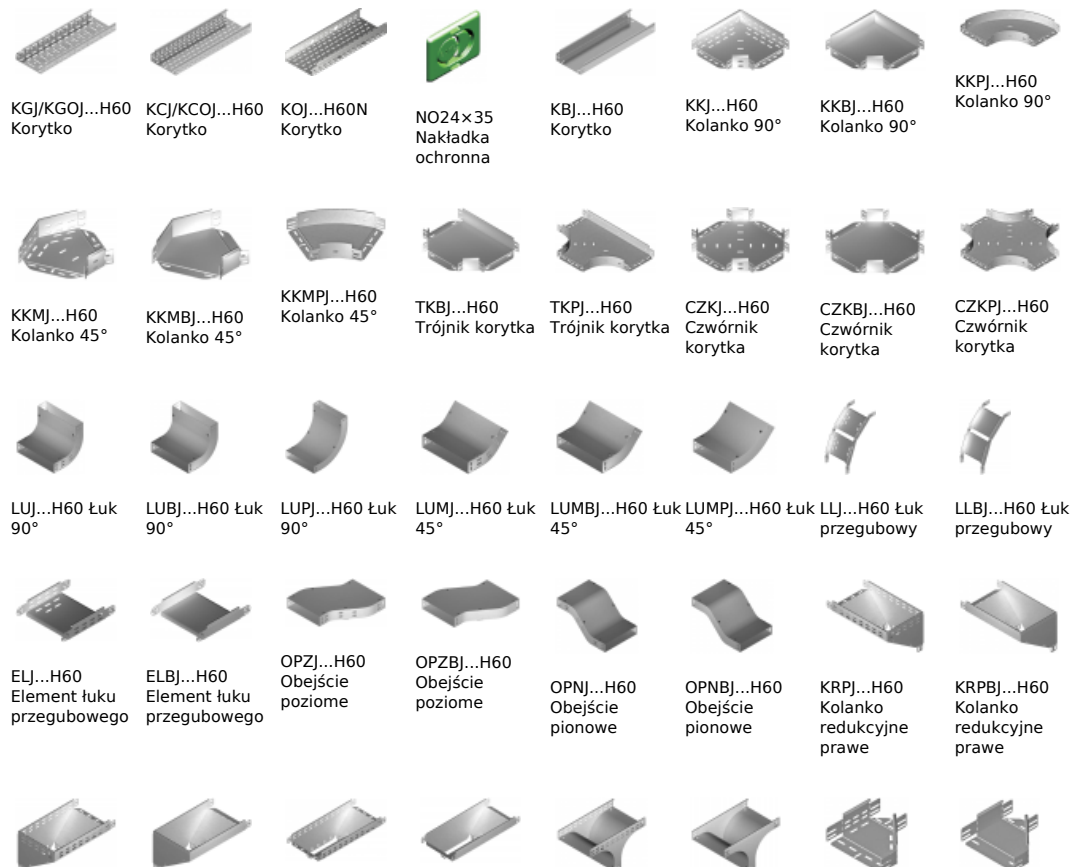 KGJ/KGOJ...H60
Korytko
KCJ/KCOJ...H60
Korytko
KOJ...H60N
Korytko
NO24×35
Nakładka
ochronna
KBJ...H60
Korytko
KKJ...H60
Kolanko 90°
KKBJ...H60
Kolanko 90°
KKPJ...H60
Kolanko 90°
KKMJ...H60
Kolanko 45°
KKMBJ...H60
Kolanko 45°
KKMPJ...H60
Kolanko 45°
TKBJ...H60
Trójnik korytka
TKPJ...H60
Trójnik korytka
CZKJ...H60
Czwórnik
korytka
CZKBJ...H60
Czwórnik
korytka
CZKPJ...H60
Czwórnik
korytka
LUJ...H60 Łuk
90°
LUBJ...H60 Łuk
90°
LUPJ...H60 Łuk
90°
LUMJ...H60 Łuk
45°
LUMBJ...H60 Łuk
45°
LUMPJ...H60 Łuk
45°
LLJ...H60 Łuk
przegubowy
LLBJ...H60 Łuk
przegubowy
ELJ...H60
Element łuku
przegubowego
ELBJ...H60
Element łuku
przegubowego
OPZJ...H60
Obejście
poziome
OPZBJ...H60
Obejście
poziome
OPNJ...H60
Obejście
pionowe
OPNBJ...H60
Obejście
pionowe
KRPJ...H60
Kolanko
redukcyjne
prawe
KRPBJ...H60
Kolanko
redukcyjne
prawe